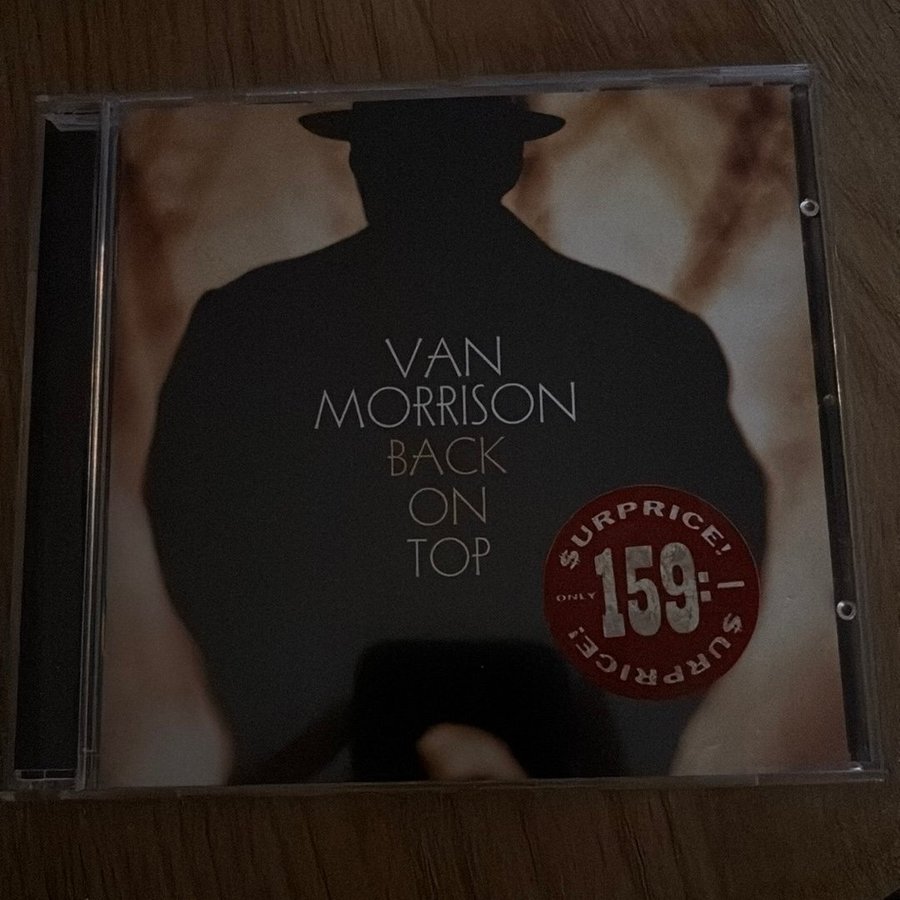 VAN
MORRISON
BACK
ON
TOP
$URPRICE!
ONLY 159:-
$URPRICE!